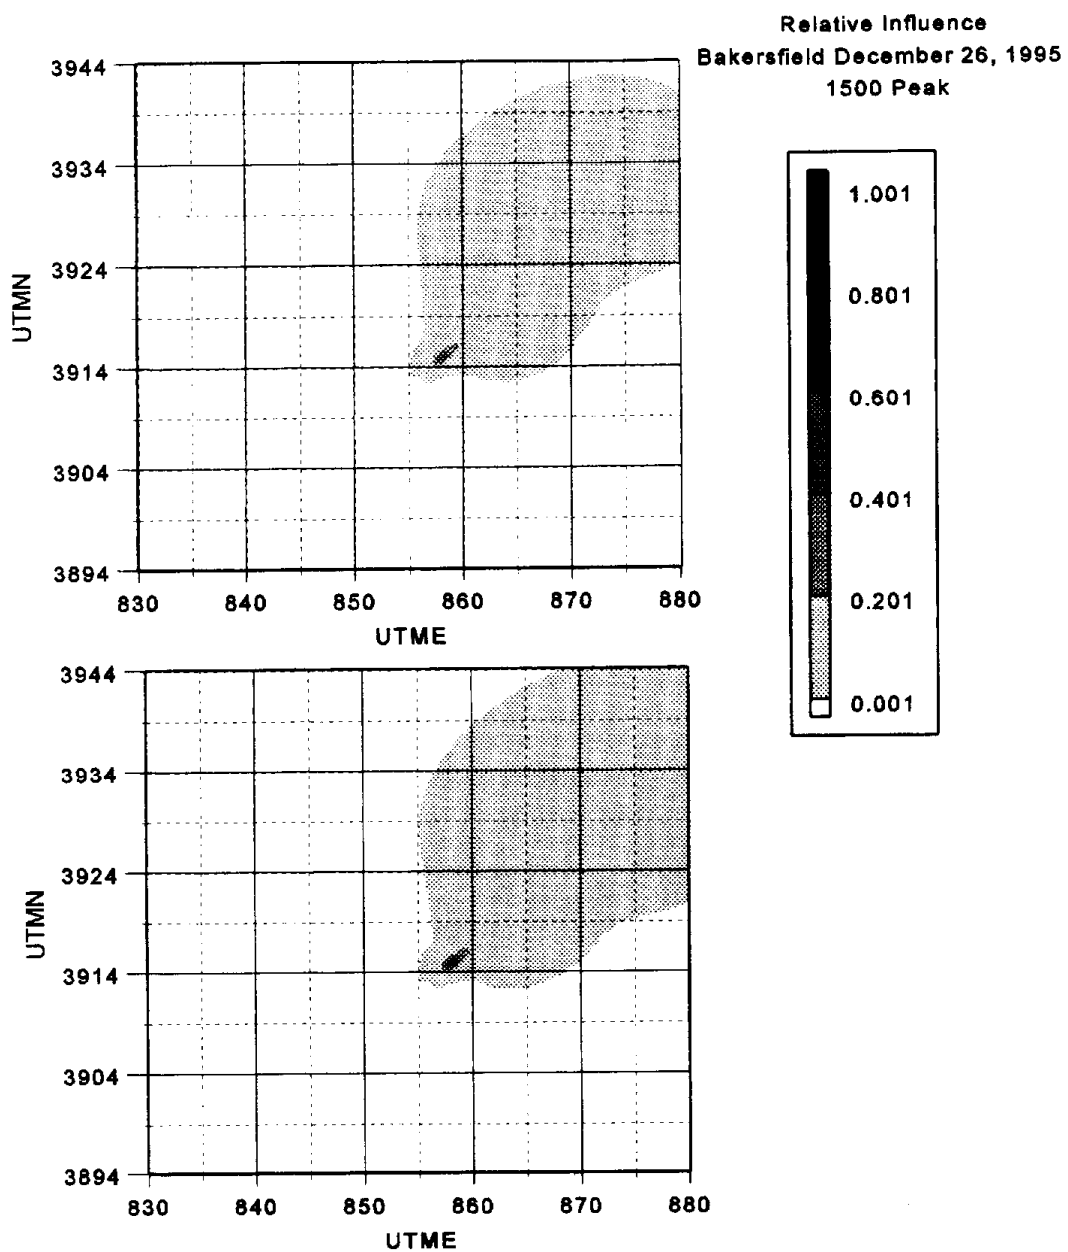 Relative Influence
Bakersfield December 26, 1995
1500 Peak
3944
3934
3924
3914
3904
3894
UTMN
830 840 850 860 870 880
UTME
1.001
0.801
0.601
0.401
0.201
0.001
3944
3934
3924
3914
3904
3894
UTMN
830 840 850 860 870 880
UTME